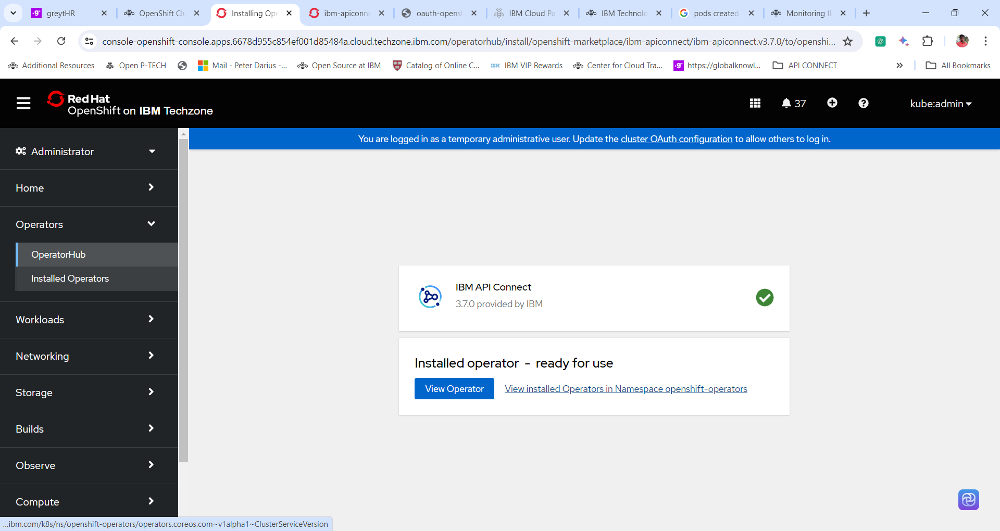 greytHR
OpenShift Cl
Installing Ope
ibm-apiconne
oauth-opensh
IBM Cloud Pa
IBM Technolo
pods created
Monitoring IB
console-openshift-console.apps.6678d955c854ef001d85484a.cloud.techzone.ibm.com/operatorhub/install/openshift-marketplace/ibm-apiconnect/ibm-apiconnect.v3.7.0/to/openshi...
Additional Resources
Open P-TECH
Mail - Peter Darius -...
Open Source at IBM
Catalog of Online C...
IBM VIP Rewards
Center for Cloud Tra...
https://globalknowl...
API CONNECT
All Bookmarks
Red Hat
OpenShift on IBM Techzone
37
kube:admin
You are logged in as a temporary administrative user. Update the cluster OAuth configuration to allow others to log in.
Administrator
Home
Operators
OperatorHub
Installed Operators
Workloads
Networking
Storage
Builds
Observe
Compute
IBM API Connect
3.7.0 provided by IBM
Installed operator - ready for use
View Operator
View installed Operators in Namespace openshift-operators
...ibm.com/k8s/ns/openshift-operators/operators.coreos.com~v1alpha1~ClusterServiceVersion